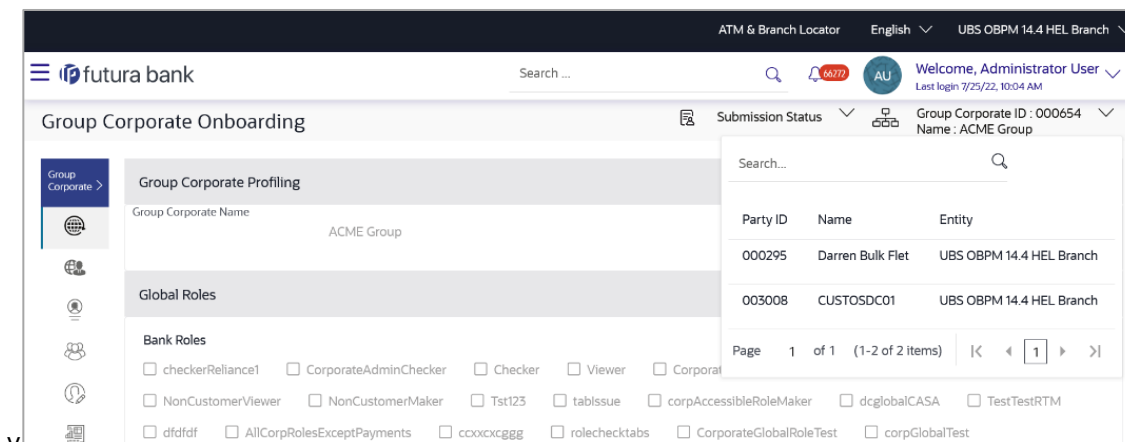 ATM & Branch Locator English UBS OBPM 14.4 HEL Branch
futura bank Search ... 66272 AU Welcome, Administrator User
Last login 7/25/22, 10:04 AM
Group Corporate Onboarding Submission Status Group Corporate ID : 000654
Name : ACME Group
Group Corporate
Group Corporate Profiling
Search...
Group Corporate Name
ACME Group
Party ID Name Entity
000295 Darren Bulk Flet UBS OBPM 14.4 HEL Branch
Global Roles
003008 CUSTOSDC01 UBS OBPM 14.4 HEL Branch
Bank Roles
Page 1 of 1 (1-2 of 2 items) 1
checkerReliance1 CorporateAdminChecker Checker Viewer Corporat
NonCustomerViewer NonCustomerMaker Tst123 tabIssue corpAccessibleRoleMaker dcglobalCASA TestTestRTM
dfdfdf AllCorpRolesExceptPayments ccxxcxcggg rolechecktabs CorporateGlobalRoleTest corpGlobalTest